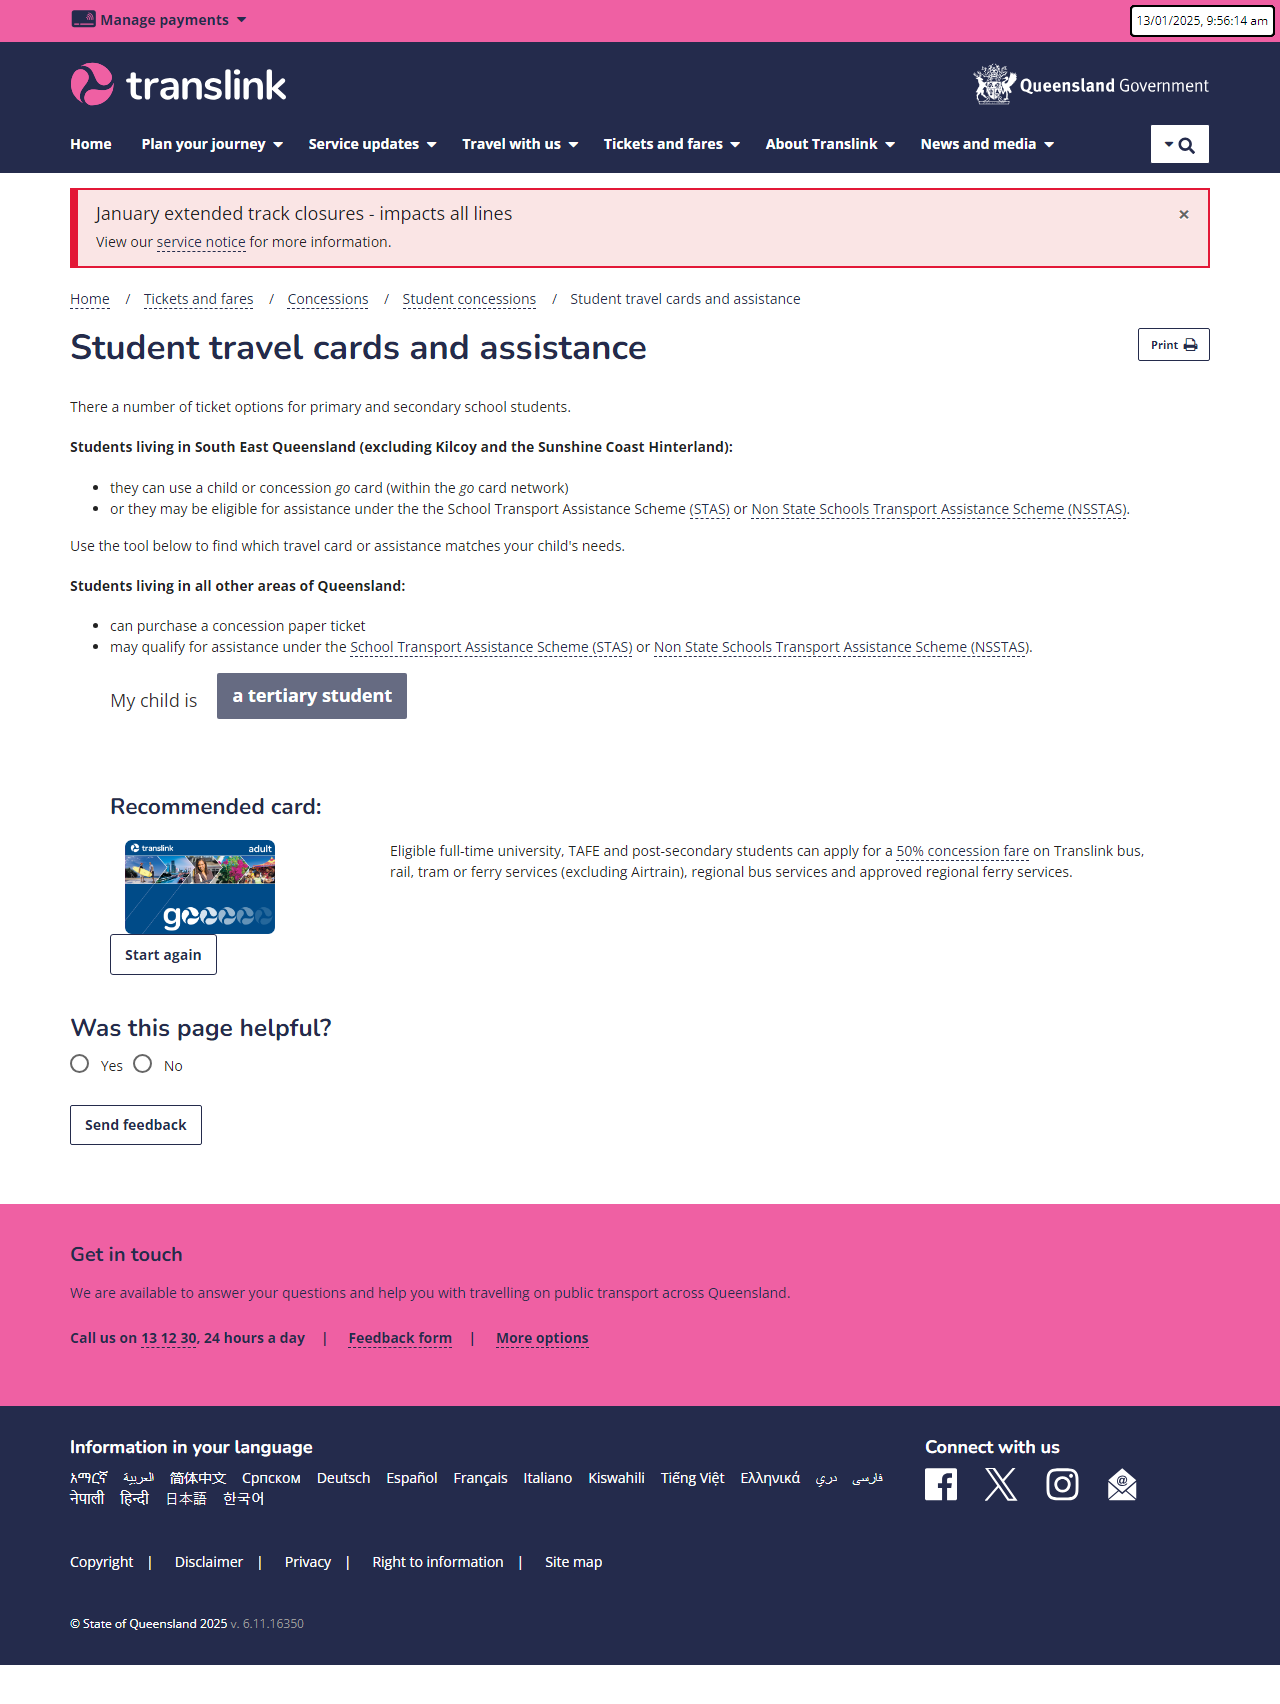 Manage payments
13/01/2025, 9:56:14 am
translink
Queensland Government
Home Plan your journey Service updates Travel with us Tickets and fares About Translink News and media
January extended track closures - impacts all lines
×
View our service notice for more information.
Home / Tickets and fares / Concessions / Student concessions / Student travel cards and assistance
Student travel cards and assistance
Print
There a number of ticket options for primary and secondary school students.
Students living in South East Queensland (excluding Kilcoy and the Sunshine Coast Hinterland):
• they can use a child or concession go card (within the go card network)
• or they may be eligible for assistance under the the School Transport Assistance Scheme (STAS) or Non State Schools Transport Assistance Scheme (NSSTAS).
Use the tool below to find which travel card or assistance matches your child's needs.
Students living in all other areas of Queensland:
• can purchase a concession paper ticket
• may qualify for assistance under the School Transport Assistance Scheme (STAS) or Non State Schools Transport Assistance Scheme (NSSTAS).
My child is a tertiary student
Recommended card:
translink adult
go
Eligible full-time university, TAFE and post-secondary students can apply for a 50% concession fare on Translink bus,
rail, tram or ferry services (excluding Airtrain), regional bus services and approved regional ferry services.
Start again
Was this page helpful?
Yes No
Send feedback
Get in touch
We are available to answer your questions and help you with travelling on public transport across Queensland.
Call us on 13 12 30, 24 hours a day | Feedback form | More options
Information in your language
Connect with us
አማርኛ العربية 简体中文 Српском Deutsch Español Français Italiano Kiswahili Tiếng Việt Ελληνικά دري فارسی
नेपाली हिन्दी 日本語 한국어
Copyright | Disclaimer | Privacy | Right to information | Site map
© State of Queensland 2025 v. 6.11.16350